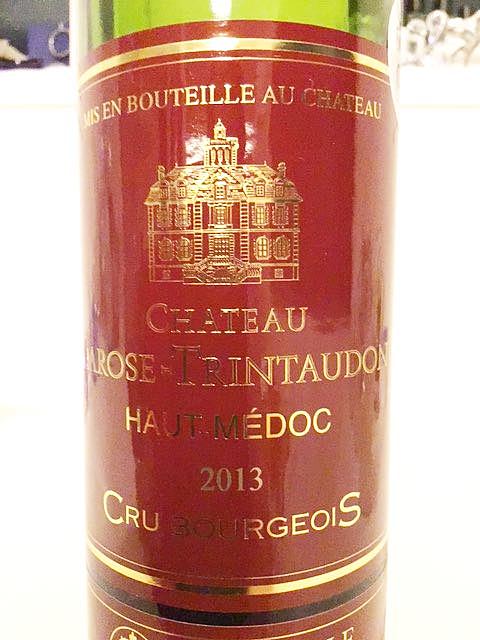 MIS EN BOUTEILLE AU CHATEAU
CHATEAU
AROSE-TRINTAUDON
HAUT-MÉDOC
2013
CRU BOURGEOIS